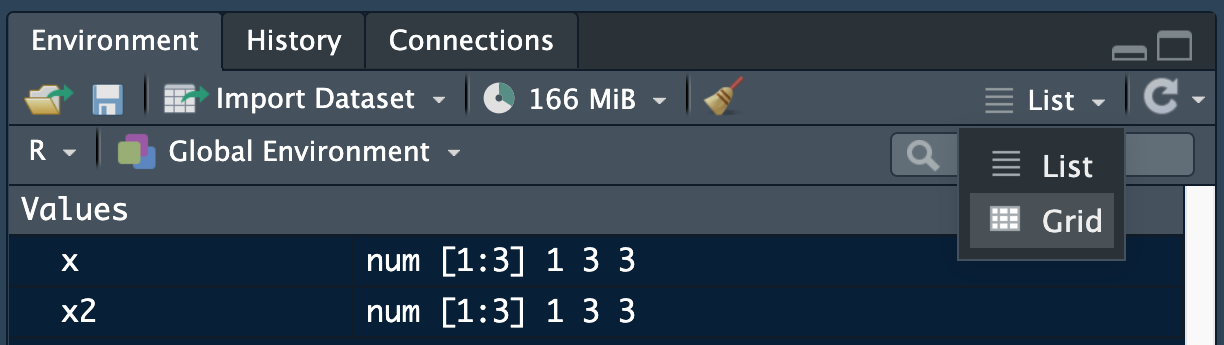 Environment History Connections
Import Dataset 166 MiB List
R Global Environment
List
Grid
Values
x num [1:3] 1 3 3
x2 num [1:3] 1 3 3